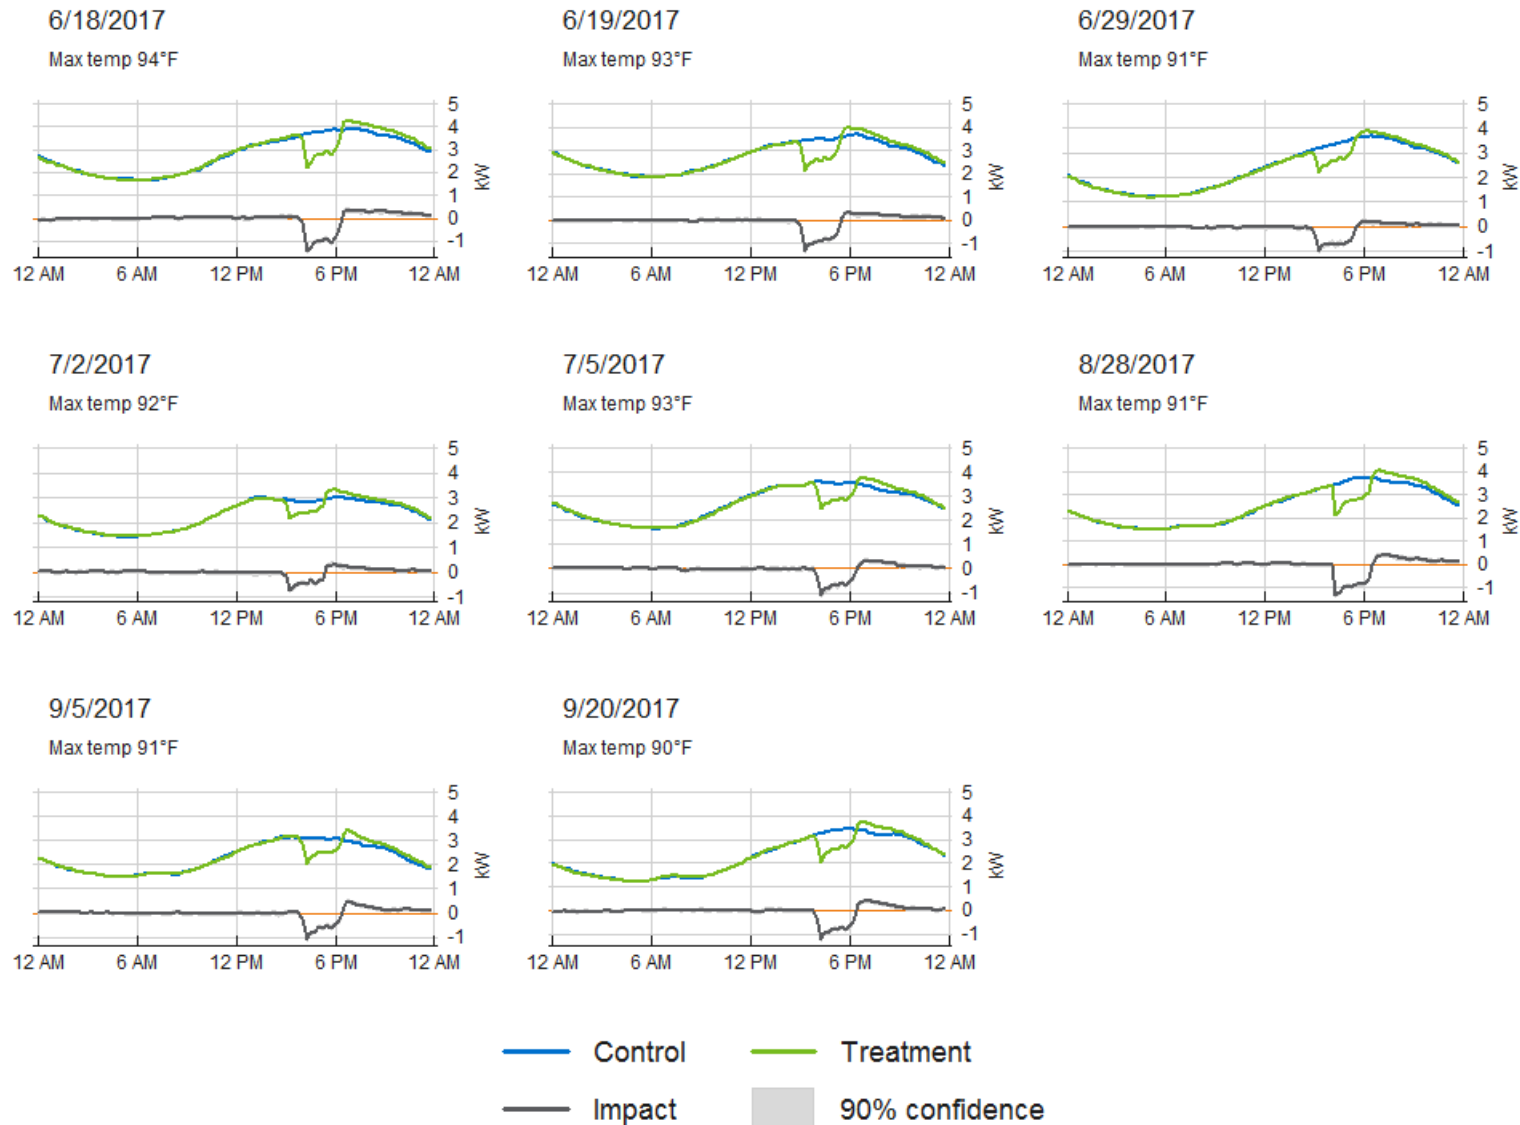 6/18/2017 6/19/2017 6/29/2017
Max temp 94°F Max temp 93°F Max temp 91°F
5 5 5
4 4 4
3 3 3
2 2 2
1 1 1
0 0 0
-1 -1 -1
kW kW kW
12 AM 6 AM 12 PM 6 PM 12 AM 12 AM 6 AM 12 PM 6 PM 12 AM 12 AM 6 AM 12 PM 6 PM 12 AM
7/2/2017 7/5/2017 8/28/2017
Max temp 92°F Max temp 93°F Max temp 91°F
5 5 5
4 4 4
3 3 3
2 2 2
1 1 1
0 0 0
-1 -1 -1
kW kW kW
12 AM 6 AM 12 PM 6 PM 12 AM 12 AM 6 AM 12 PM 6 PM 12 AM 12 AM 6 AM 12 PM 6 PM 12 AM
9/5/2017 9/20/2017
Max temp 91°F Max temp 90°F
5 5
4 4
3 3
2 2
1 1
0 0
-1 -1
kW kW
12 AM 6 AM 12 PM 6 PM 12 AM 12 AM 6 AM 12 PM 6 PM 12 AM
Control Treatment
Impact 90% confidence